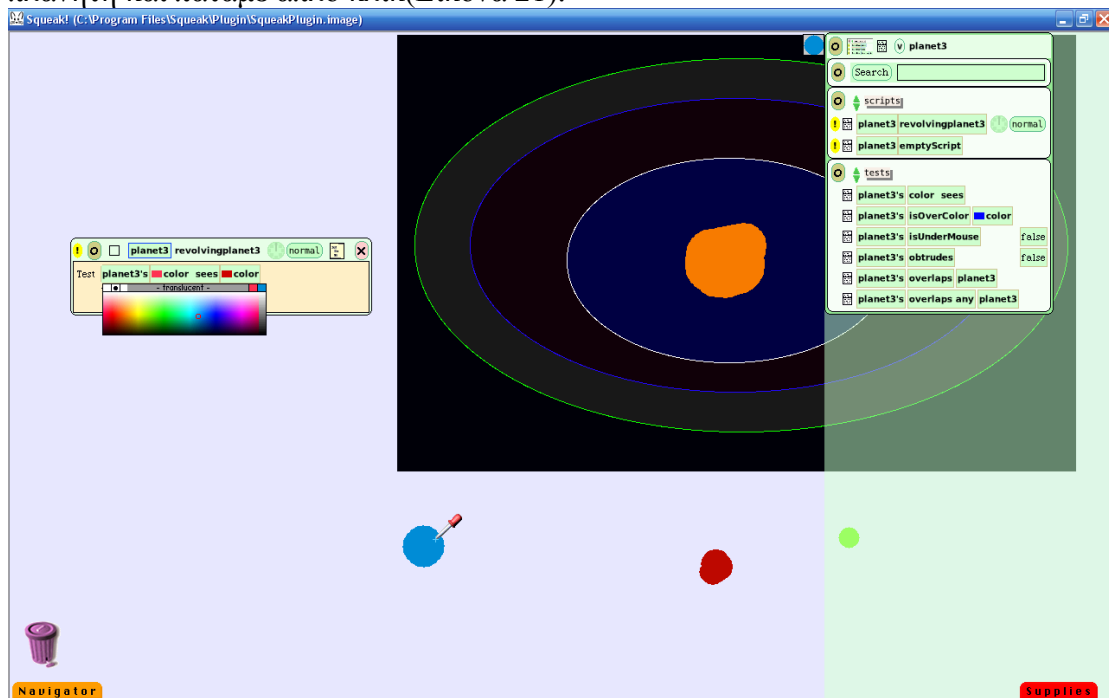 Squeak! (C:\Program Files\Squeak\Plugin\SqueakPlugin.image)
v planet3
Search
scripts
! planet3 revolvingplanet3 normal
! planet3 emptyScript
tests
planet3's color sees
planet3's isOverColor color
planet3's isUnderMouse false
planet3's obtrudes false
planet3's overlaps planet3
planet3's overlaps any planet3
! planet3 revolvingplanet3 normal
Test planet3's color sees color
- translucent -
Navigator
Supplies